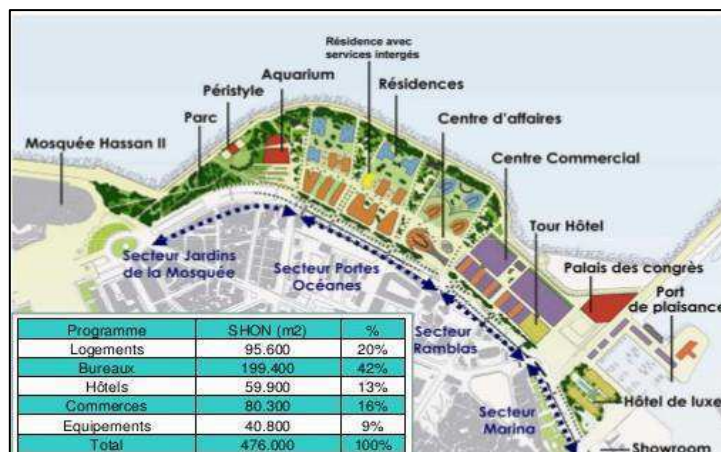 Résidence avec
services intergés
Aquarium
Résidences
Péristyle
Parc
Centre d'affaires
Mosquée Hassan II
Centre Commercial
Tour Hôtel
Palais des congrès
Port
de plaisance
Secteur Jardins
de la Mosquée
Secteur Portes
Océanes
Secteur
Ramblas
Secteur
Marina
Hôtel de luxe
Showroom
Programme SHON (m2) %
Logements 95.600 20%
Bureaux 199.400 42%
Hôtels 59.900 13%
Commerces 80.300 16%
Equipements 40.800 9%
Total 476.000 100%